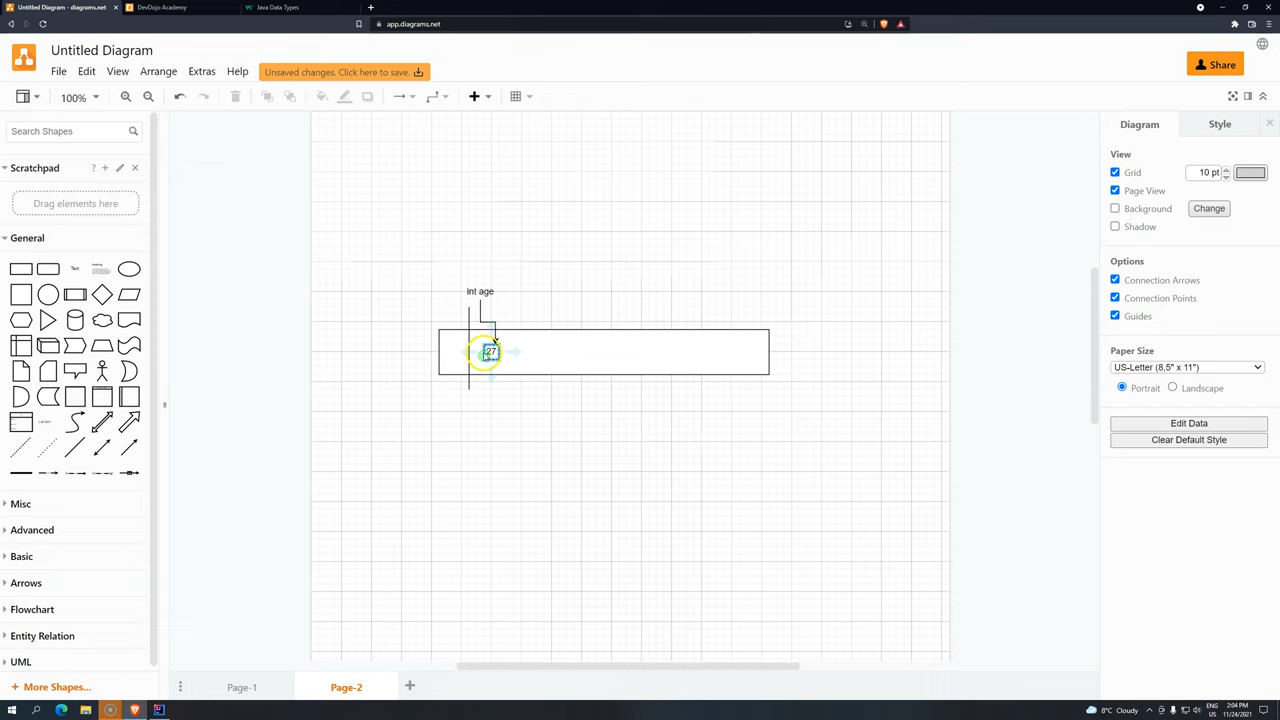 Untitled Diagram - diagrams.net
DevDojo Academy
Java Data Types
app.diagrams.net
Untitled Diagram
File Edit View Arrange Extras Help
Unsaved changes. Click here to save.
Share
100%
Search Shapes
Scratchpad
Drag elements here
General
Text
Misc
Advanced
Basic
Arrows
Flowchart
Entity Relation
UML
+ More Shapes...
int age
27
Page-1
Page-2
Diagram
Style
View
Grid
10 pt
Page View
Background
Change
Shadow
Options
Connection Arrows
Connection Points
Guides
Paper Size
US-Letter (8,5" x 11")
Portrait
Landscape
Edit Data
Clear Default Style
8°C Cloudy
ENG
US
2:04 PM
11/24/2021